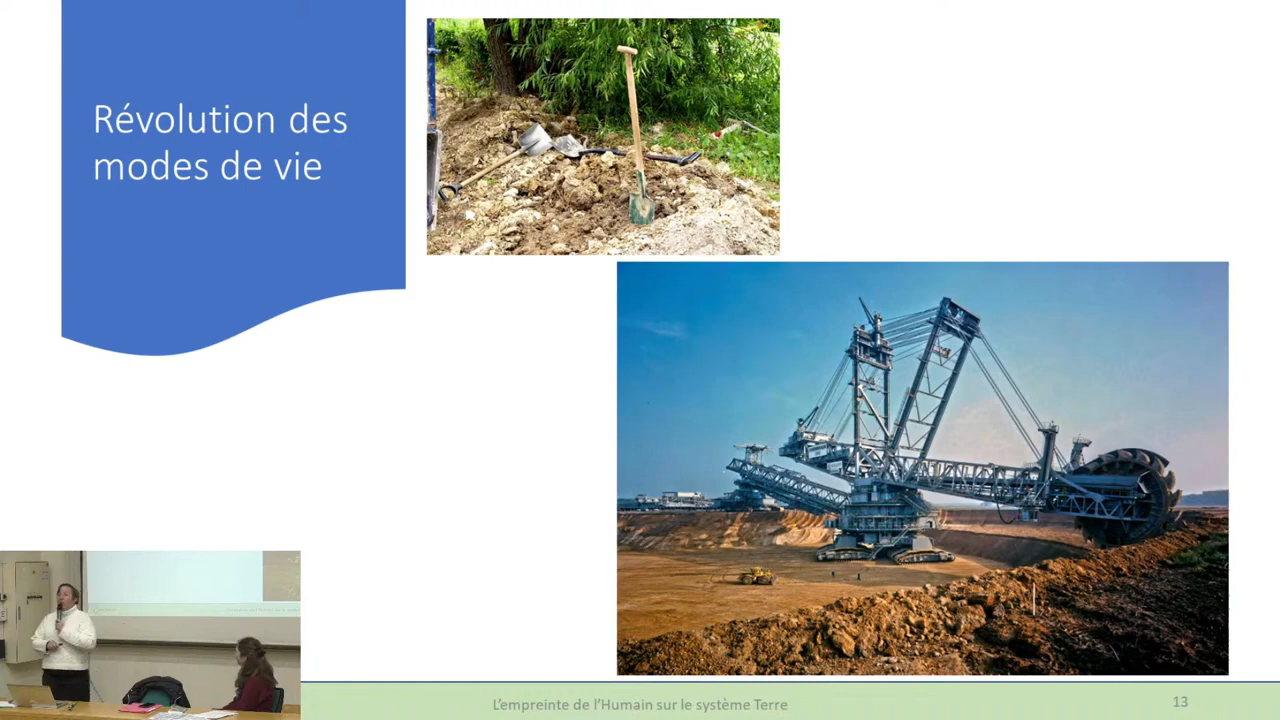 Révolution des
modes de vie
L'empreinte de l'Humain sur le système Terre
13